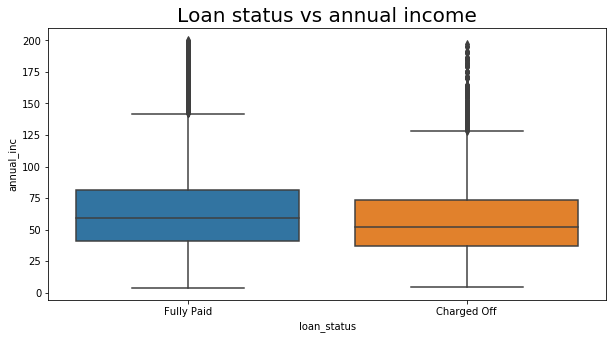 Loan status vs annual income
200
175
150
125
100
75
50
25
0
annual_inc
Fully Paid
Charged Off
loan_status